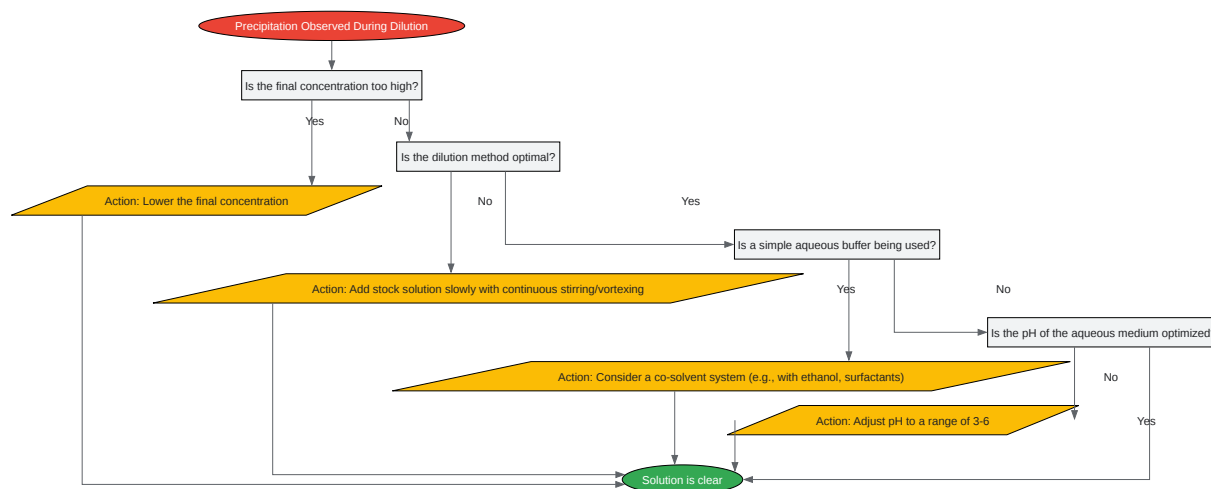 Precipitation Observed During Dilution
Is the final concentration too high?
Yes
No
Is the dilution method optimal?
Action: Lower the final concentration
No
Yes
Is a simple aqueous buffer being used?
Action: Add stock solution slowly with continuous stirring/vortexing
Yes
No
Is the pH of the aqueous medium optimized
Action: Consider a co-solvent system (e.g., with ethanol, surfactants)
No
Action: Adjust pH to a range of 3-6
Yes
Solution is clear